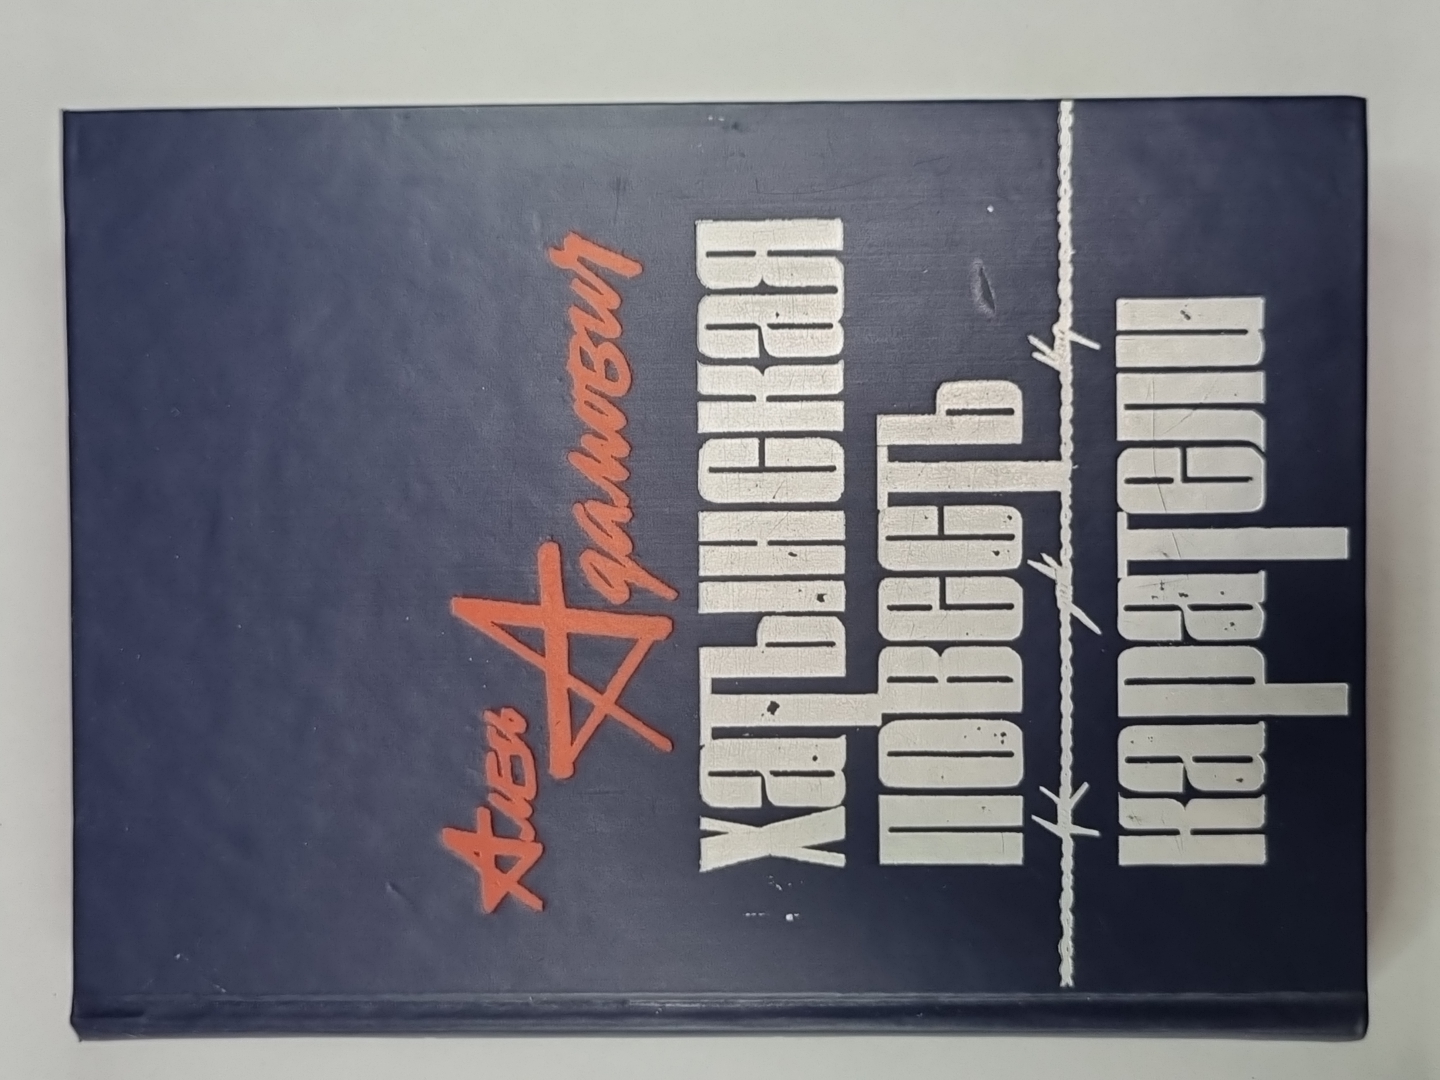 Алесь Адамович
хатынская
повесть
каратели